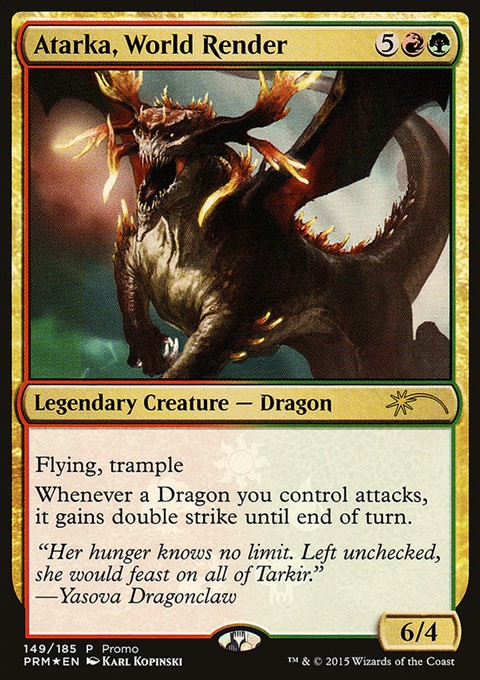 Atarka, World Render 5
Legendary Creature — Dragon
Flying, trample
Whenever a Dragon you control attacks,
it gains double strike until end of turn.
“Her hunger knows no limit. Left unchecked,
she would feast on all of Tarkir.”
—Yasova Dragonclaw
6/4
149/185 P Promo
PRM★EN Karl Kopinski
™ & © 2015 Wizards of the Coast